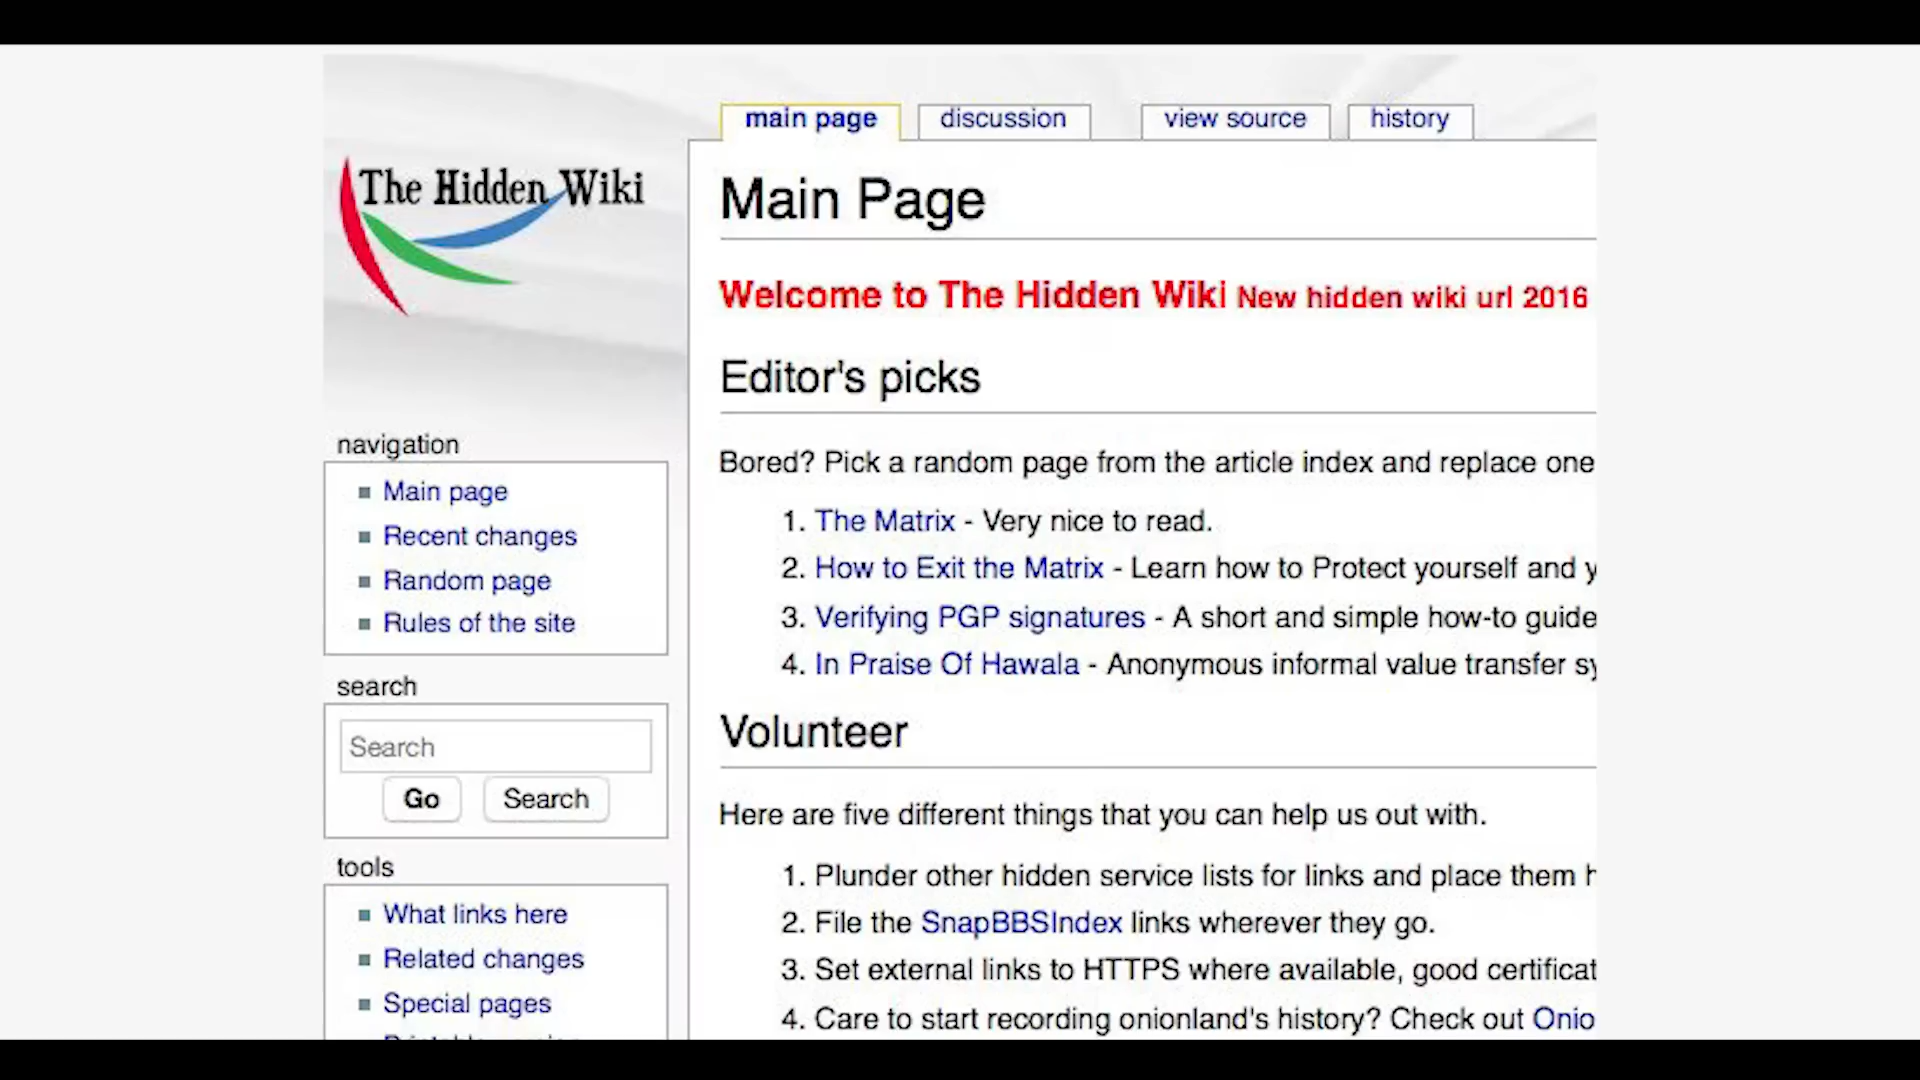 main page
discussion
view source
history
The Hidden Wiki
Main Page
Welcome to The Hidden Wiki New hidden wiki url 2016
Editor's picks
Bored? Pick a random page from the article index and replace one
1. The Matrix - Very nice to read.
2. How to Exit the Matrix - Learn how to Protect yourself and y
3. Verifying PGP signatures - A short and simple how-to guide
4. In Praise Of Hawala - Anonymous informal value transfer sy
Volunteer
Here are five different things that you can help us out with.
1. Plunder other hidden service lists for links and place them h
2. File the SnapBBSIndex links wherever they go.
3. Set external links to HTTPS where available, good certificat
4. Care to start recording onionland's history? Check out Onio
navigation
Main page
Recent changes
Random page
Rules of the site
search
Search
Go
Search
tools
What links here
Related changes
Special pages